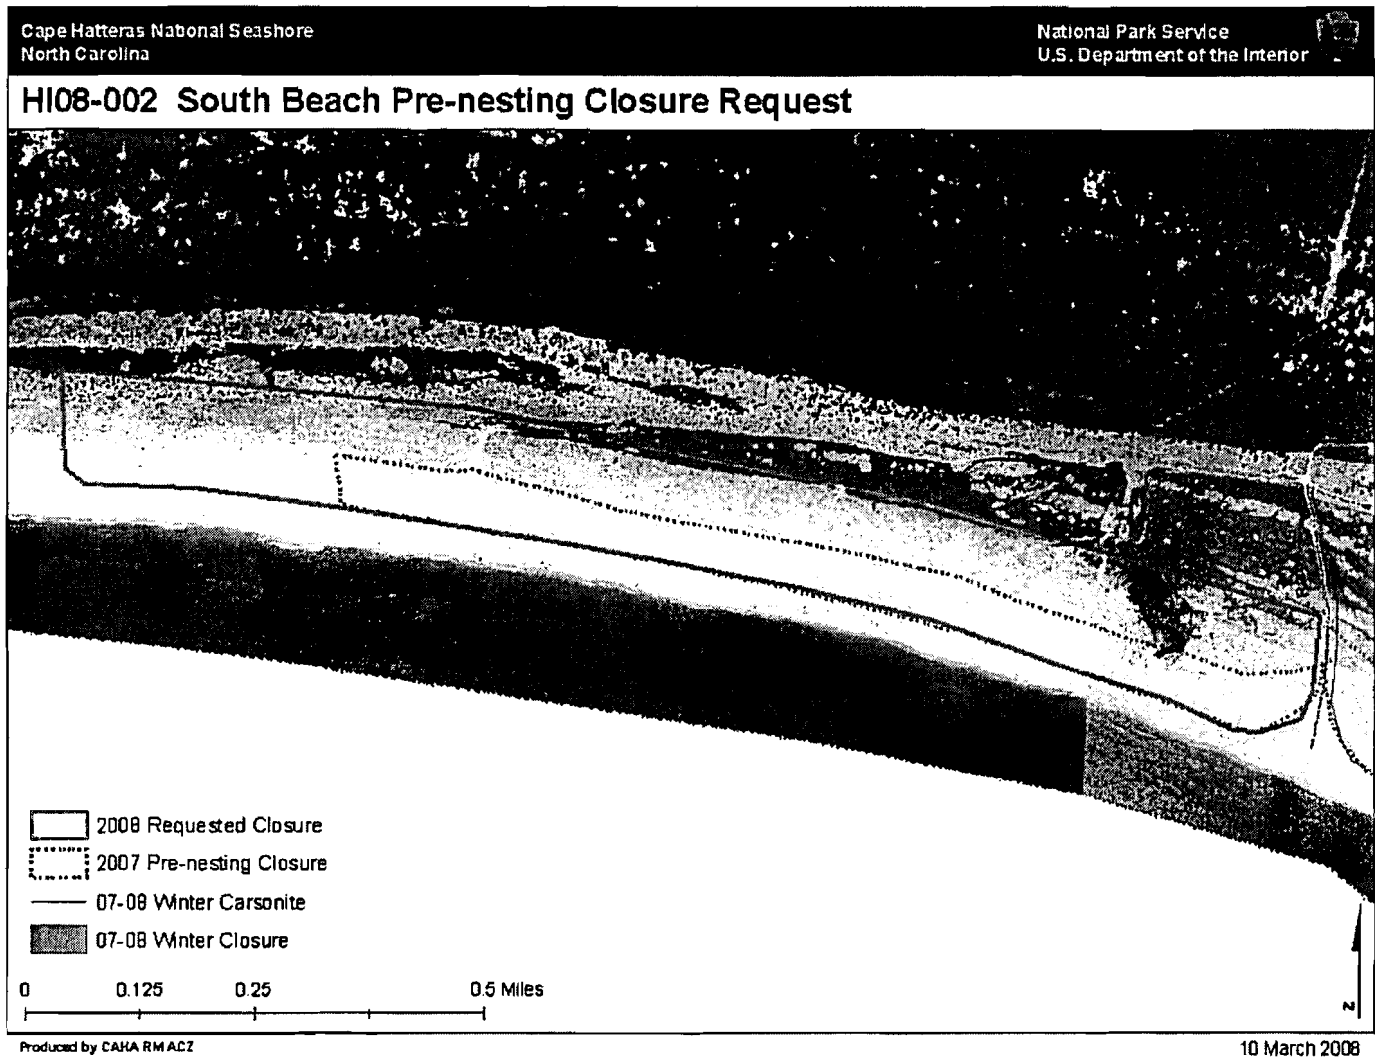 Cape Hatteras National Seashore
North Carolina
National Park Service
U.S. Department of the Interior
HI08-002 South Beach Pre-nesting Closure Request
2008 Requested Closure
2007 Pre-nesting Closure
07-08 Winter Carsonite
07-08 Winter Closure
0 0.125 0.25 0.5 Miles
N
Produced by CAHA RM ACZ
10 March 2008